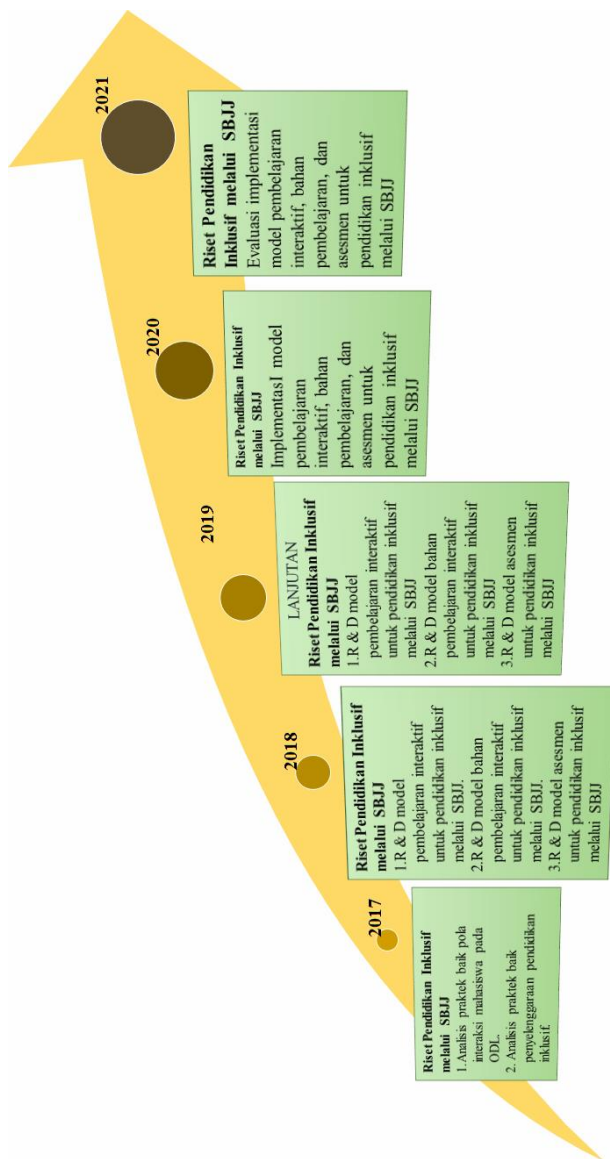 2017
Riset Pendidikan Inklusif
melalui SBJJ
1. Analisis praktek baik pola
interaksi mahasiswa pada
ODL.
2. Analisis praktek baik
penyelenggaraan pendidikan
inklusif.
2018
Riset Pendidikan Inklusif
melalui SBJJ
1.R & D model
pembelajaran interaktif
untuk pendidikan inklusif
melalui SBJJ.
2.R & D model bahan
pembelajaran interaktif
untuk pendidikan inklusif
melalui SBJJ.
3.R & D model asesmen
untuk pendidikan inklusif
melalui SBJJ
2019
LANJUTAN
Riset Pendidikan Inklusif
melalui SBJJ
1.R & D model
pembelajaran interaktif
untuk pendidikan inklusif
melalui SBJJ
2.R & D model bahan
pembelajaran interaktif
untuk pendidikan inklusif
melalui SBJJ
3.R & D model asesmen
untuk pendidikan inklusif
melalui SBJJ
2020
Riset Pendidikan Inklusif
melalui SBJJ
ImplementasI model
pembelajaran
interaktif, bahan
pembelajaran, dan
asesmen untuk
pendidikan inklusif
melalui SBJJ
2021
Riset Pendidikan
Inklusif melalui SBJJ
Evaluasi implementasi
model pembelajaran
interaktif, bahan
pembelajaran, dan
asesmen untuk
pendidikan inklusif
melalui SBJJ